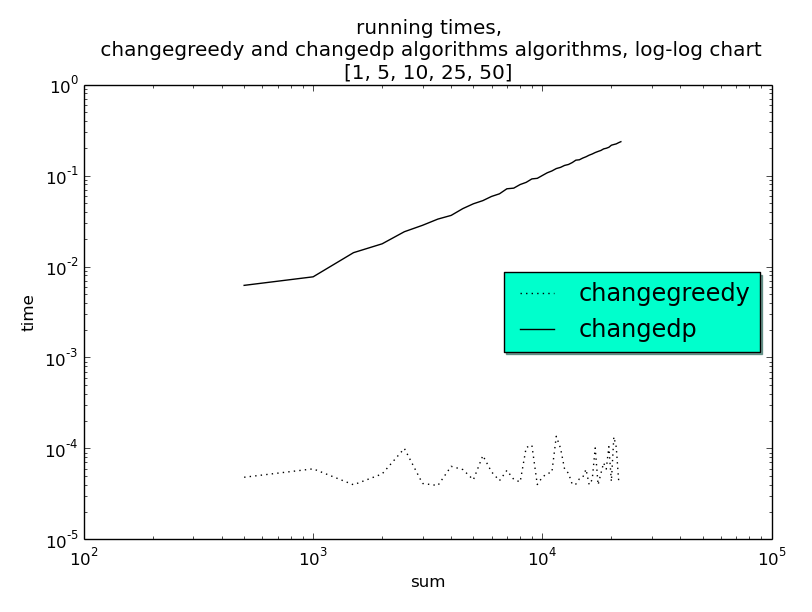 running times,
changegreedy and changedp algorithms algorithms, log-log chart
[1, 5, 10, 25, 50]
10^0
10^-1
10^-2
10^-3
10^-4
10^-5
time
changegreedy
changedp
10^2 10^3 10^4 10^5
sum